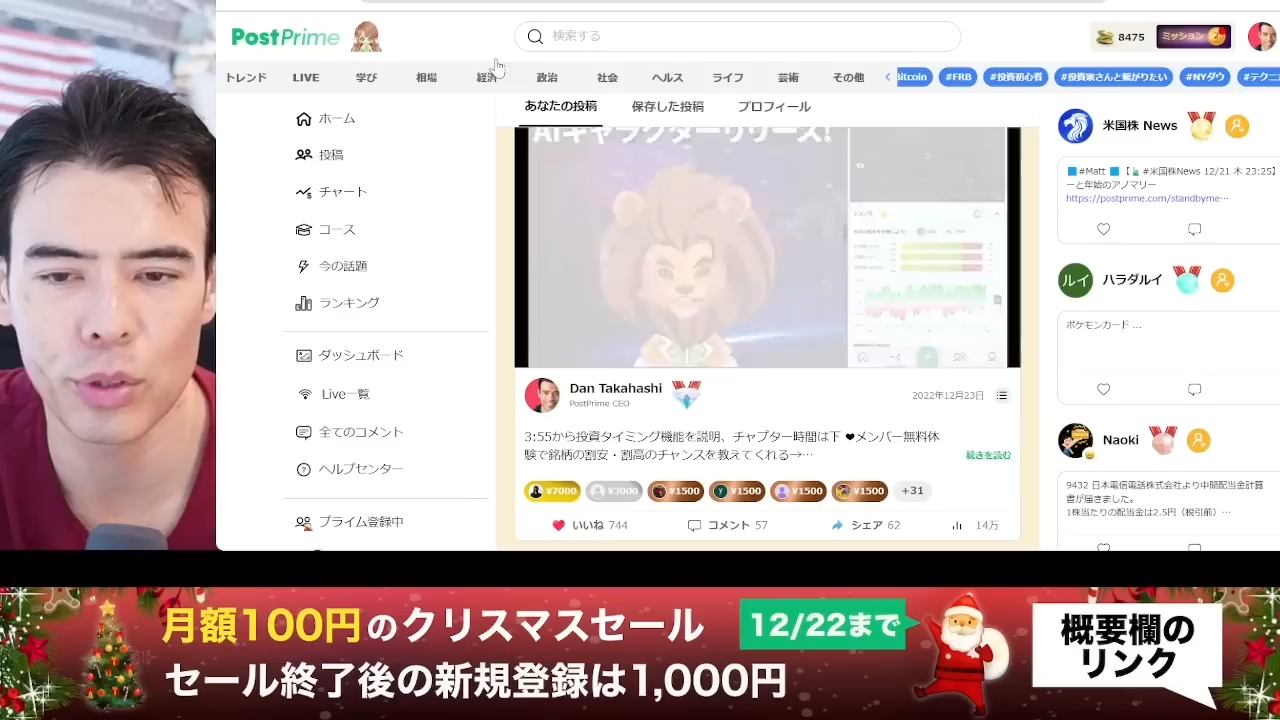 PostPrime
検索する
8475
ミッション
トレンド LIVE 学び 相場 経済 政治 社会 ヘルス ライフ 芸術 その他
Bitcoin #FRB #投資初心者 #投資家さんと繋がりたい #NYダウ
あなたの投稿 保存した投稿 プロフィール
ホーム
投稿
チャート
コース
今の話題
ランキング
ダッシュボード
Live一覧
全てのコメント
ヘルプセンター
プライム登録中
AIキャラクターリリース!
Dan Takahashi
PostPrime CEO
2022年12月23日
3:55から投資タイミング機能を説明、チャプター時間は下 ❤メンバー無料体
験で銘柄の割安・割高のチャンスを教えてくれる→…
続きを読む
¥7000 ¥3000 ¥1500 ¥1500 ¥1500 ¥1500 +31
いいね 744 コメント 57 シェア 62 14万
米国株 News
#Matt 【 #米国株News 12/21 木 23:25】
ーと年始のアノマリー
https://postprime.com/standbyme…
ルイ
ハラダルイ
ポケモンカード …
Naoki
9432 日本電信電話株式会社より中間配当金計算
書が届きました。
1株当たりの配当金は2.5円（税引前）…
月額100円のクリスマスセール
12/22まで
セール終了後の新規登録は1,000円
概要欄の
リンク